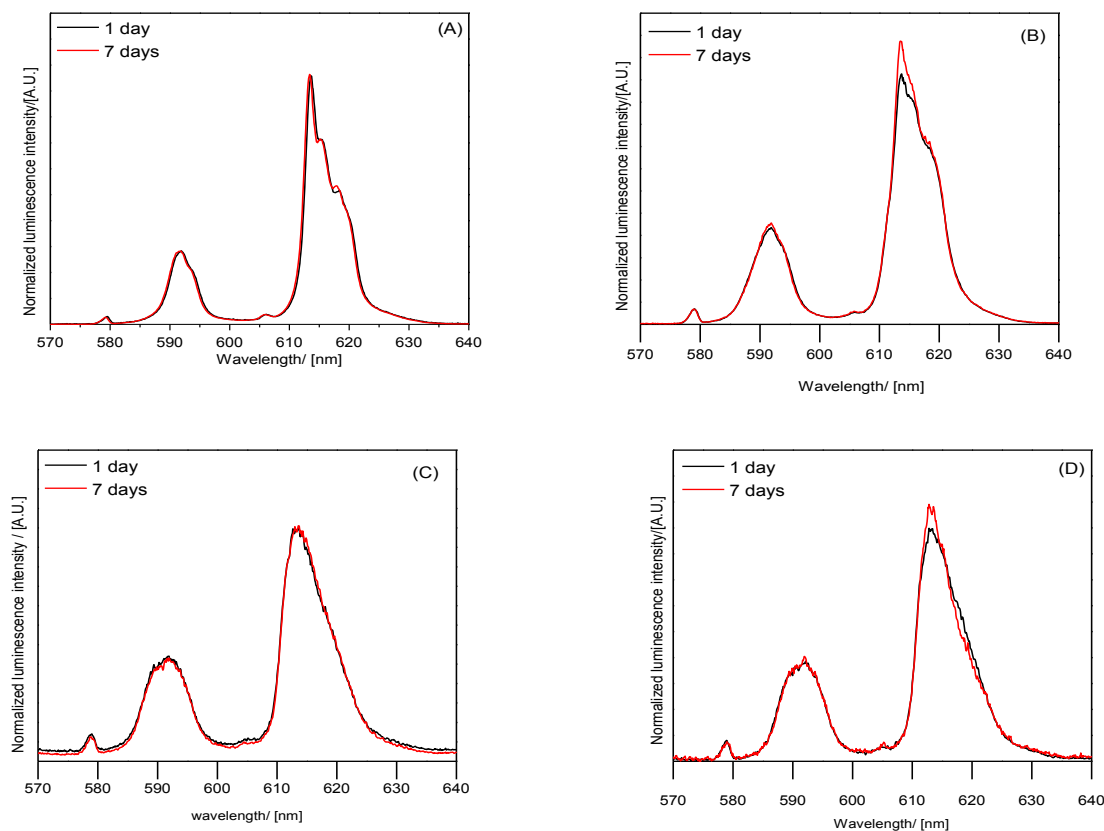 1 day
7 days
(A)
Normalized luminescence intensity/[A.U.]
570 580 590 600 610 620 630 640
Wavelength/ [nm]
1 day
7 days
(B)
Normalized luminescence intensity/[A.U.]
570 580 590 600 610 620 630 640
Wavelength/ [nm]
1 day
7 days
(C)
Normalized luminescence intensity / [A.U.]
570 580 590 600 610 620 630 640
wavelength/ [nm]
1 day
7 days
(D)
Normalized luminescence intensity/[A.U.]
570 580 590 600 610 620 630 640
Wavelength/ [nm]